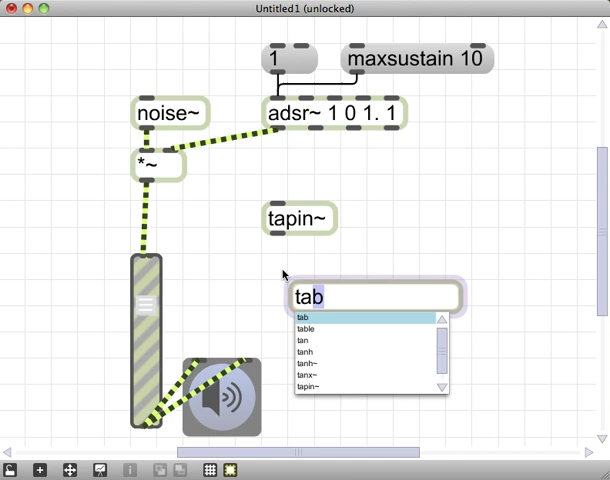 Untitled1 (unlocked)
1
maxsustain 10
noise~
adsr~ 1 0 1. 1
*~
tapin~
tab
tab
table
tan
tanh
tanh~
tanx~
tapin~